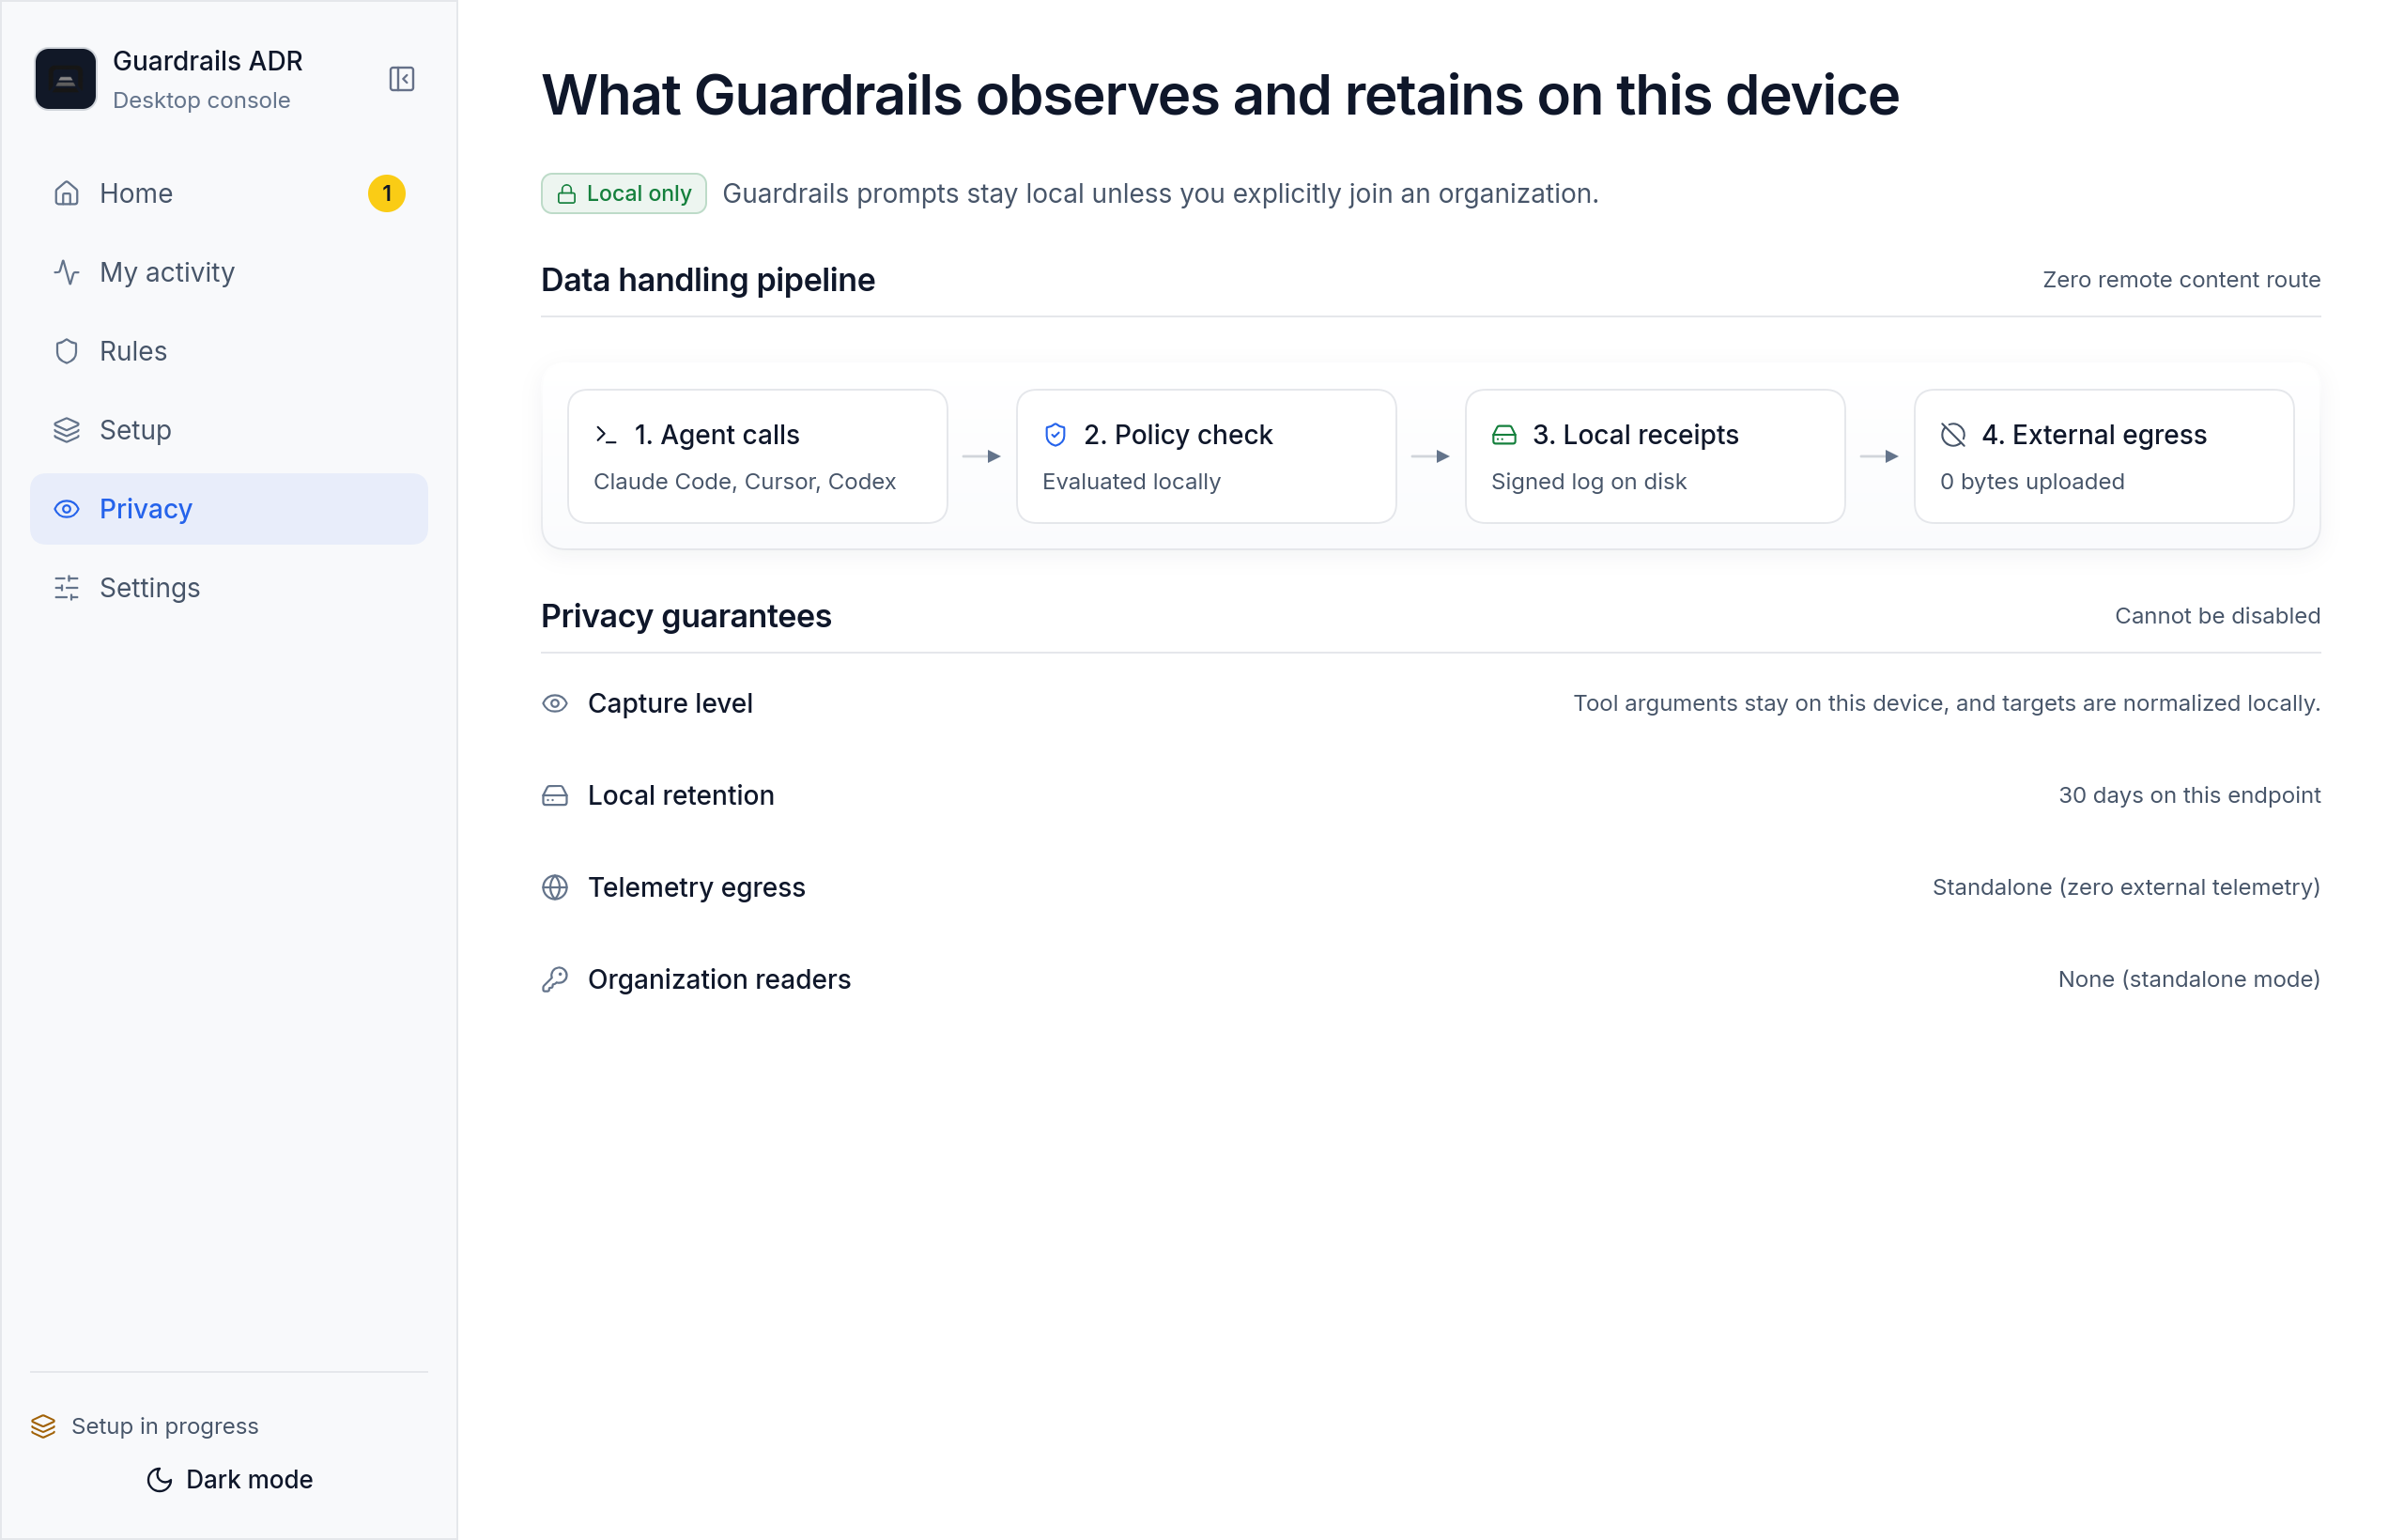 Guardrails ADR
Desktop console
Home 1
My activity
Rules
Setup
Privacy
Settings
Setup in progress
Dark mode
What Guardrails observes and retains on this device
Local only Guardrails prompts stay local unless you explicitly join an organization.
Data handling pipeline Zero remote content route
1. Agent calls
Claude Code, Cursor, Codex
2. Policy check
Evaluated locally
3. Local receipts
Signed log on disk
4. External egress
0 bytes uploaded
Privacy guarantees Cannot be disabled
Capture level Tool arguments stay on this device, and targets are normalized locally.
Local retention 30 days on this endpoint
Telemetry egress Standalone (zero external telemetry)
Organization readers None (standalone mode)